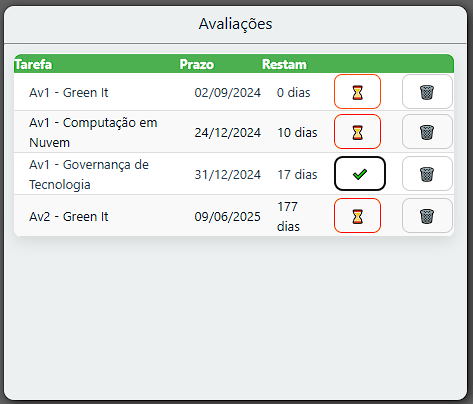 Avaliações
Tarefa Prazo Restam
Av1 - Green It 02/09/2024 0 dias
Av1 - Computação em
Nuvem 24/12/2024 10 dias
Av1 - Governança de
Tecnologia 31/12/2024 17 dias
Av2 - Green It 09/06/2025 177
dias